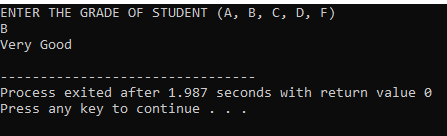 ENTER THE GRADE OF STUDENT (A, B, C, D, F)
B
Very Good
--------------------------------
Process exited after 1.987 seconds with return value 0
Press any key to continue . . .